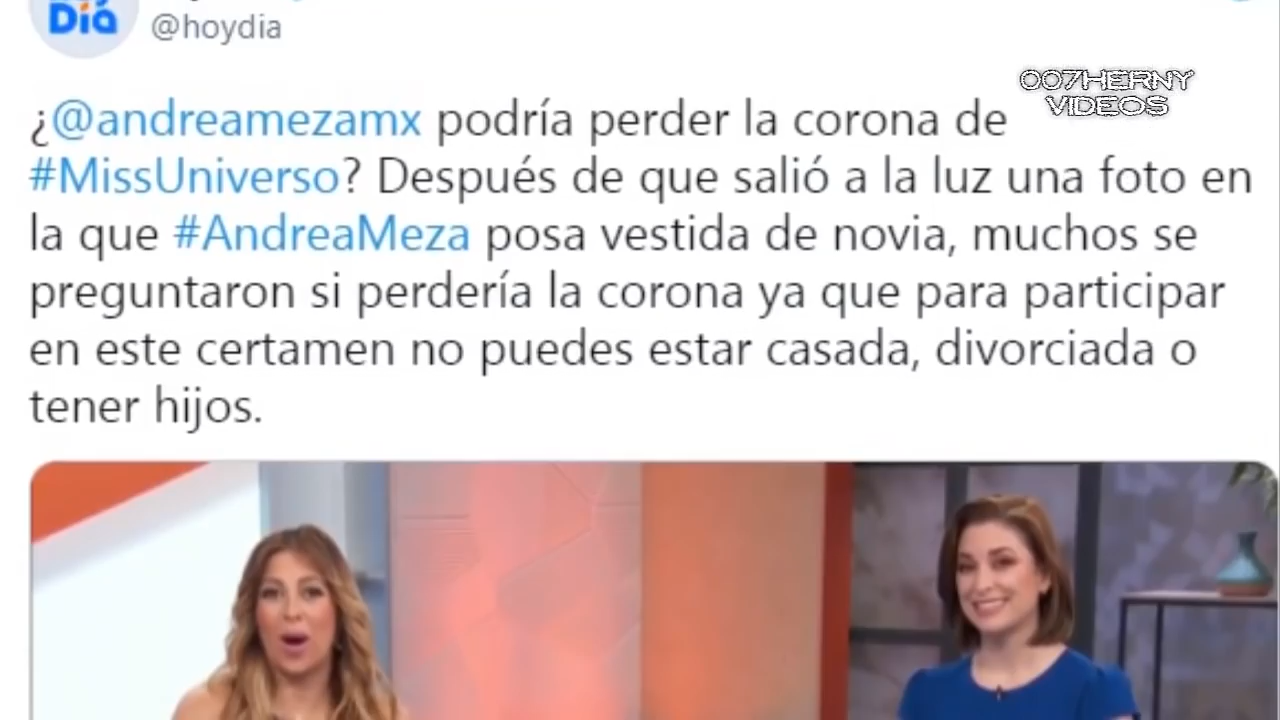 Día
@hoydia
007HERNY
VIDEOS
¿@andreamezamx podría perder la corona de
#MissUniverso? Después de que salió a la luz una foto en
la que #AndreaMeza posa vestida de novia, muchos se
preguntaron si perdería la corona ya que para participar
en este certamen no puedes estar casada, divorciada o
tener hijos.